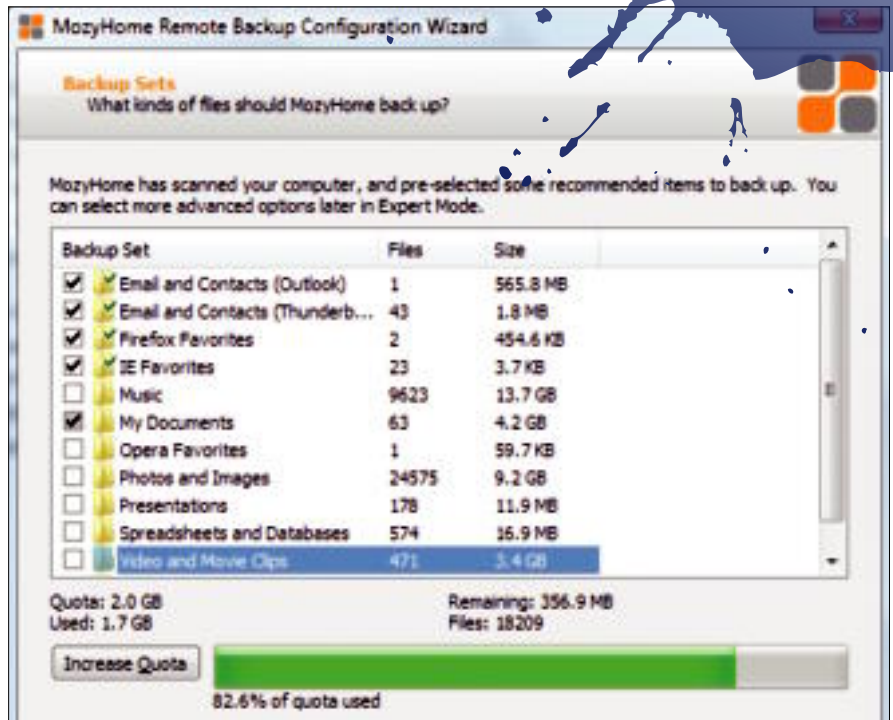 MozyHome Remote Backup Configuration Wizard
X
Backup Sets
What kinds of files should MozyHome back up?
MozyHome has scanned your computer, and pre-selected some recommended items to back up. You
can select more advanced options later in Expert Mode.
Backup Set Files Size
Email and Contacts (Outlook) 1 565.8 MB
Email and Contacts (Thunderb... 43 1.8 MB
Firefox Favorites 2 454.6 KB
IE Favorites 23 3.7 KB
Music 9623 13.7 GB
My Documents 63 4.2 GB
Opera Favorites 1 59.7 KB
Photos and Images 24575 9.2 GB
Presentations 178 11.9 MB
Spreadsheets and Databases 574 16.9 MB
Video and Movie Clips 471 3.4 GB
Quota: 2.0 GB Remaining: 356.9 MB
Used: 1.7 GB Files: 18209
Increase Quota
82.6% of quota used